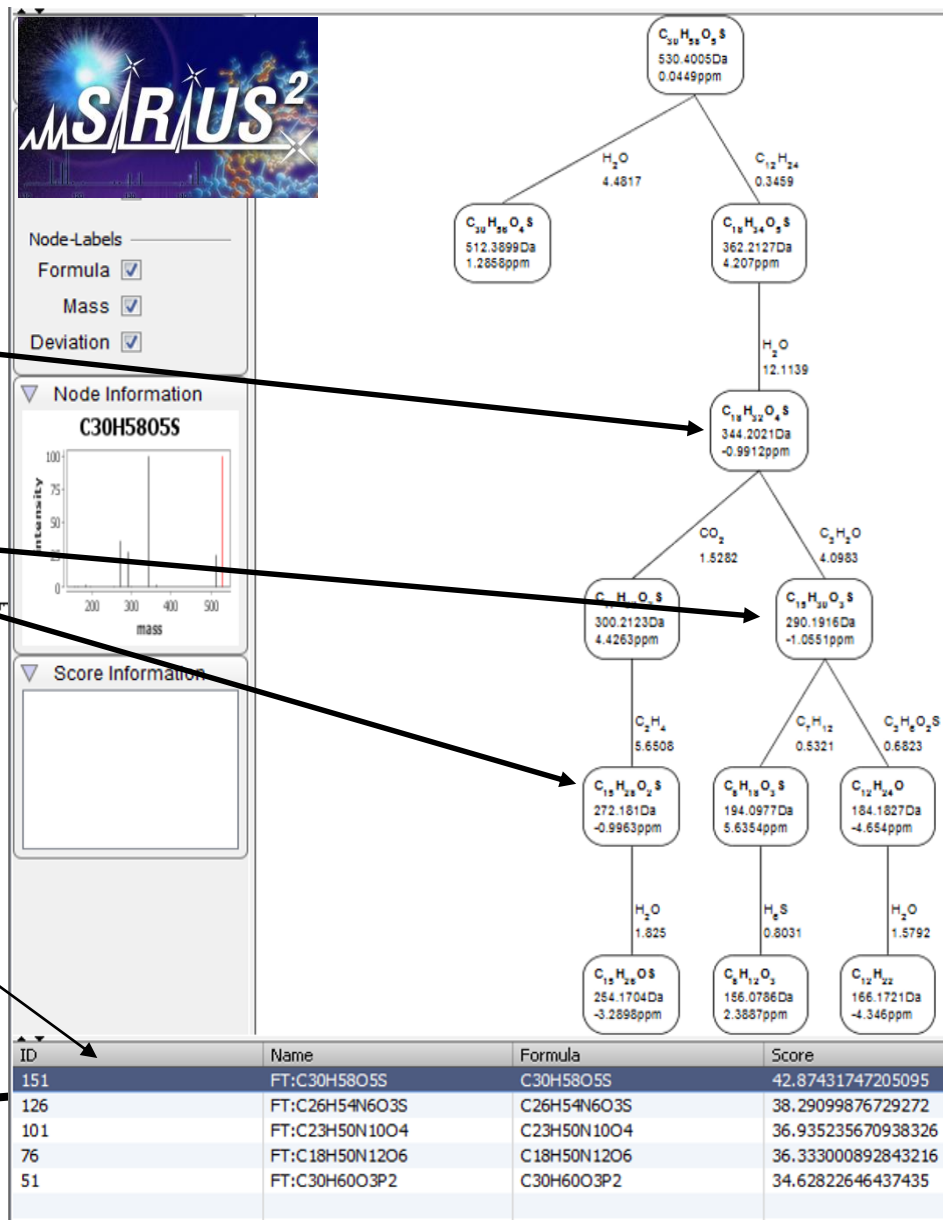 SIRIUS²
Node-Labels
Formula
Mass
Deviation
Node Information
C30H58O5S
intensity
100
75
50
25
0
200 300 400 500
mass
Score Information
C₃₀H₅₈O₅S
530.4005Da
0.0449ppm
H₂O
4.4817
C₁₂H₂₄
0.3459
C₃₀H₅₆O₄S
512.3899Da
1.2858ppm
C₁₈H₃₄O₅S
362.2127Da
4.207ppm
H₂O
12.1139
C₁₈H₃₂O₄S
344.2021Da
-0.9912ppm
CO₂
1.5282
C₃H₂O
4.0983
300.2123Da
4.4263ppm
C₁₅H₃₀O₃S
290.1916Da
-1.0551ppm
C₂H₄
5.6508
C₇H₁₂
0.5321
C₃H₆O₂S
0.6823
C₁₅H₂₈O₂S
272.181Da
-0.9963ppm
C₈H₁₈O₃S
194.0977Da
5.6354ppm
C₁₂H₂₄O
184.1827Da
-4.654ppm
H₂O
1.825
H₆S
0.8031
H₂O
1.5792
C₁₅H₂₆OS
254.1704Da
-3.2898ppm
C₈H₁₂O₃
156.0786Da
2.3887ppm
C₁₂H₂₂
166.1721Da
-4.346ppm
ID Name Formula Score
151 FT:C30H58O5S C30H58O5S 42.87431747205095
126 FT:C26H54N6O3S C26H54N6O3S 38.29099876729272
101 FT:C23H50N10O4 C23H50N10O4 36.935235670938326
76 FT:C18H50N12O6 C18H50N12O6 36.333000892843216
51 FT:C30H60O3P2 C30H60O3P2 34.62822646437435